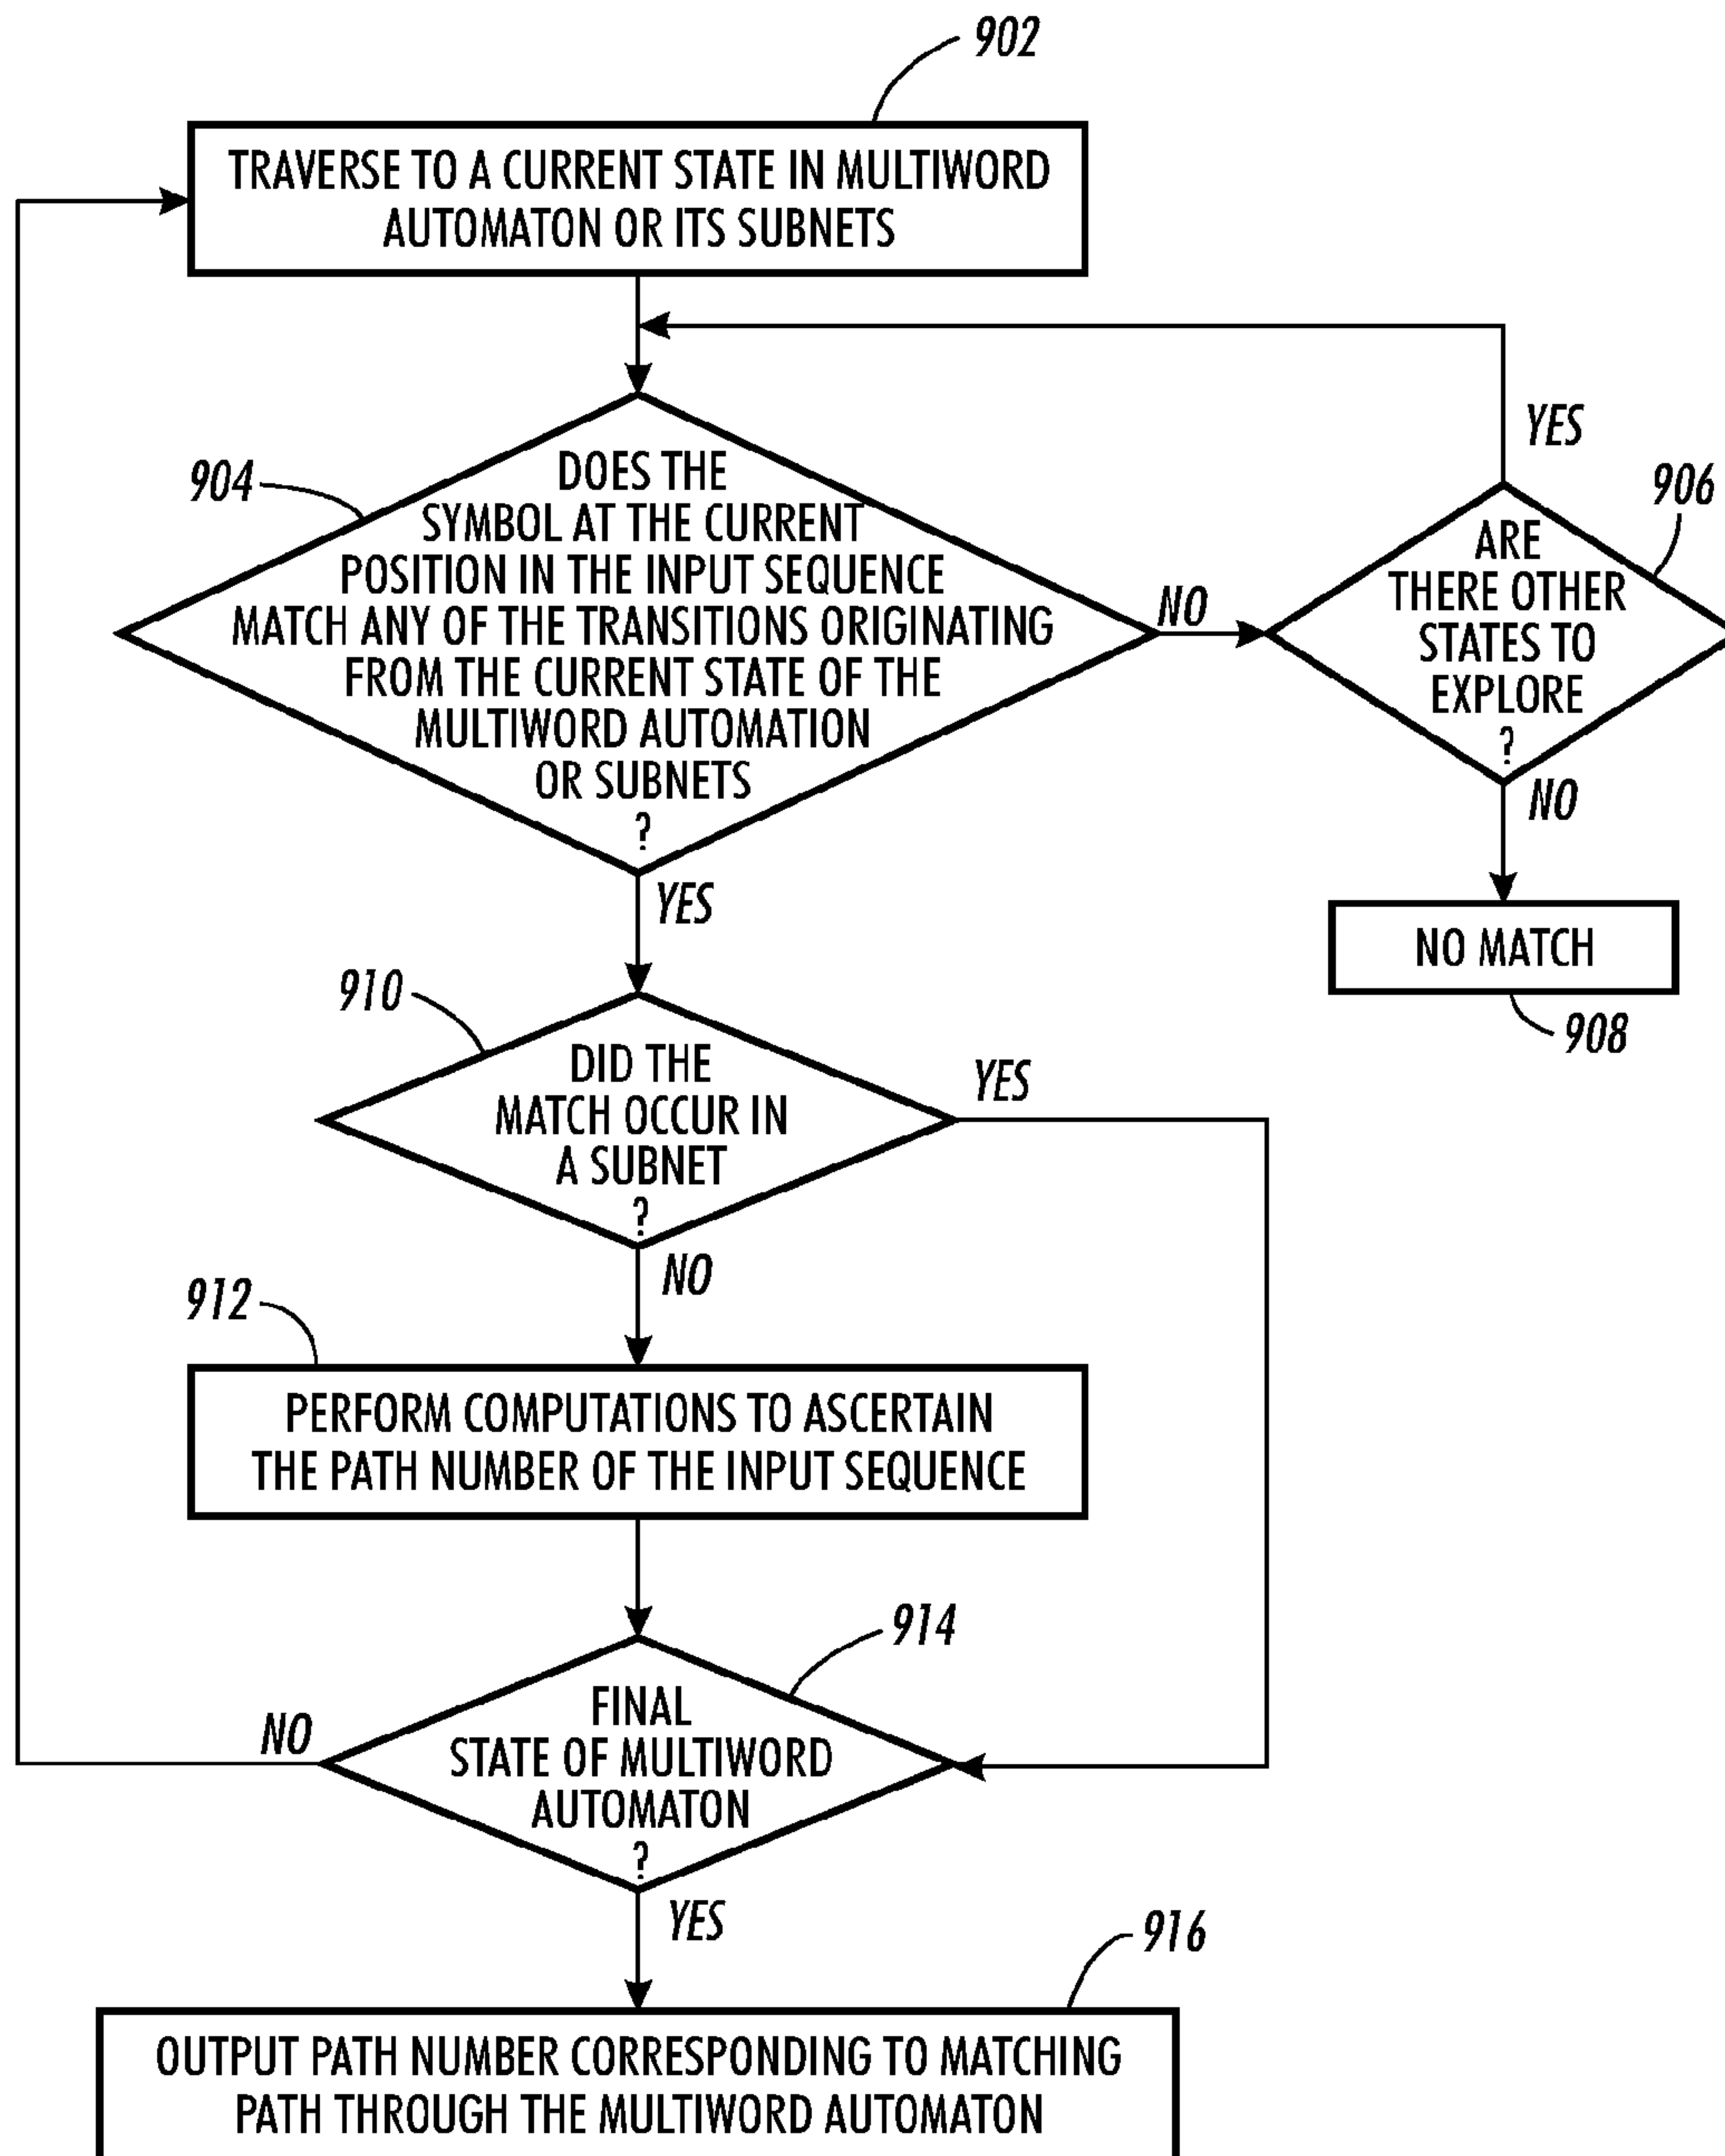 902
TRAVERSE TO A CURRENT STATE IN MULTIWORD
AUTOMATON OR ITS SUBNETS
904
DOES THE
SYMBOL AT THE CURRENT
POSITION IN THE INPUT SEQUENCE
MATCH ANY OF THE TRANSITIONS ORIGINATING
FROM THE CURRENT STATE OF THE
MULTIWORD AUTOMATION
OR SUBNETS
?
NO
YES
906
ARE
THERE OTHER
STATES TO
EXPLORE
?
YES
NO
NO MATCH
908
910
DID THE
MATCH OCCUR IN
A SUBNET
?
YES
NO
912
PERFORM COMPUTATIONS TO ASCERTAIN
THE PATH NUMBER OF THE INPUT SEQUENCE
914
FINAL
STATE OF MULTIWORD
AUTOMATON
?
NO
YES
916
OUTPUT PATH NUMBER CORRESPONDING TO MATCHING
PATH THROUGH THE MULTIWORD AUTOMATON